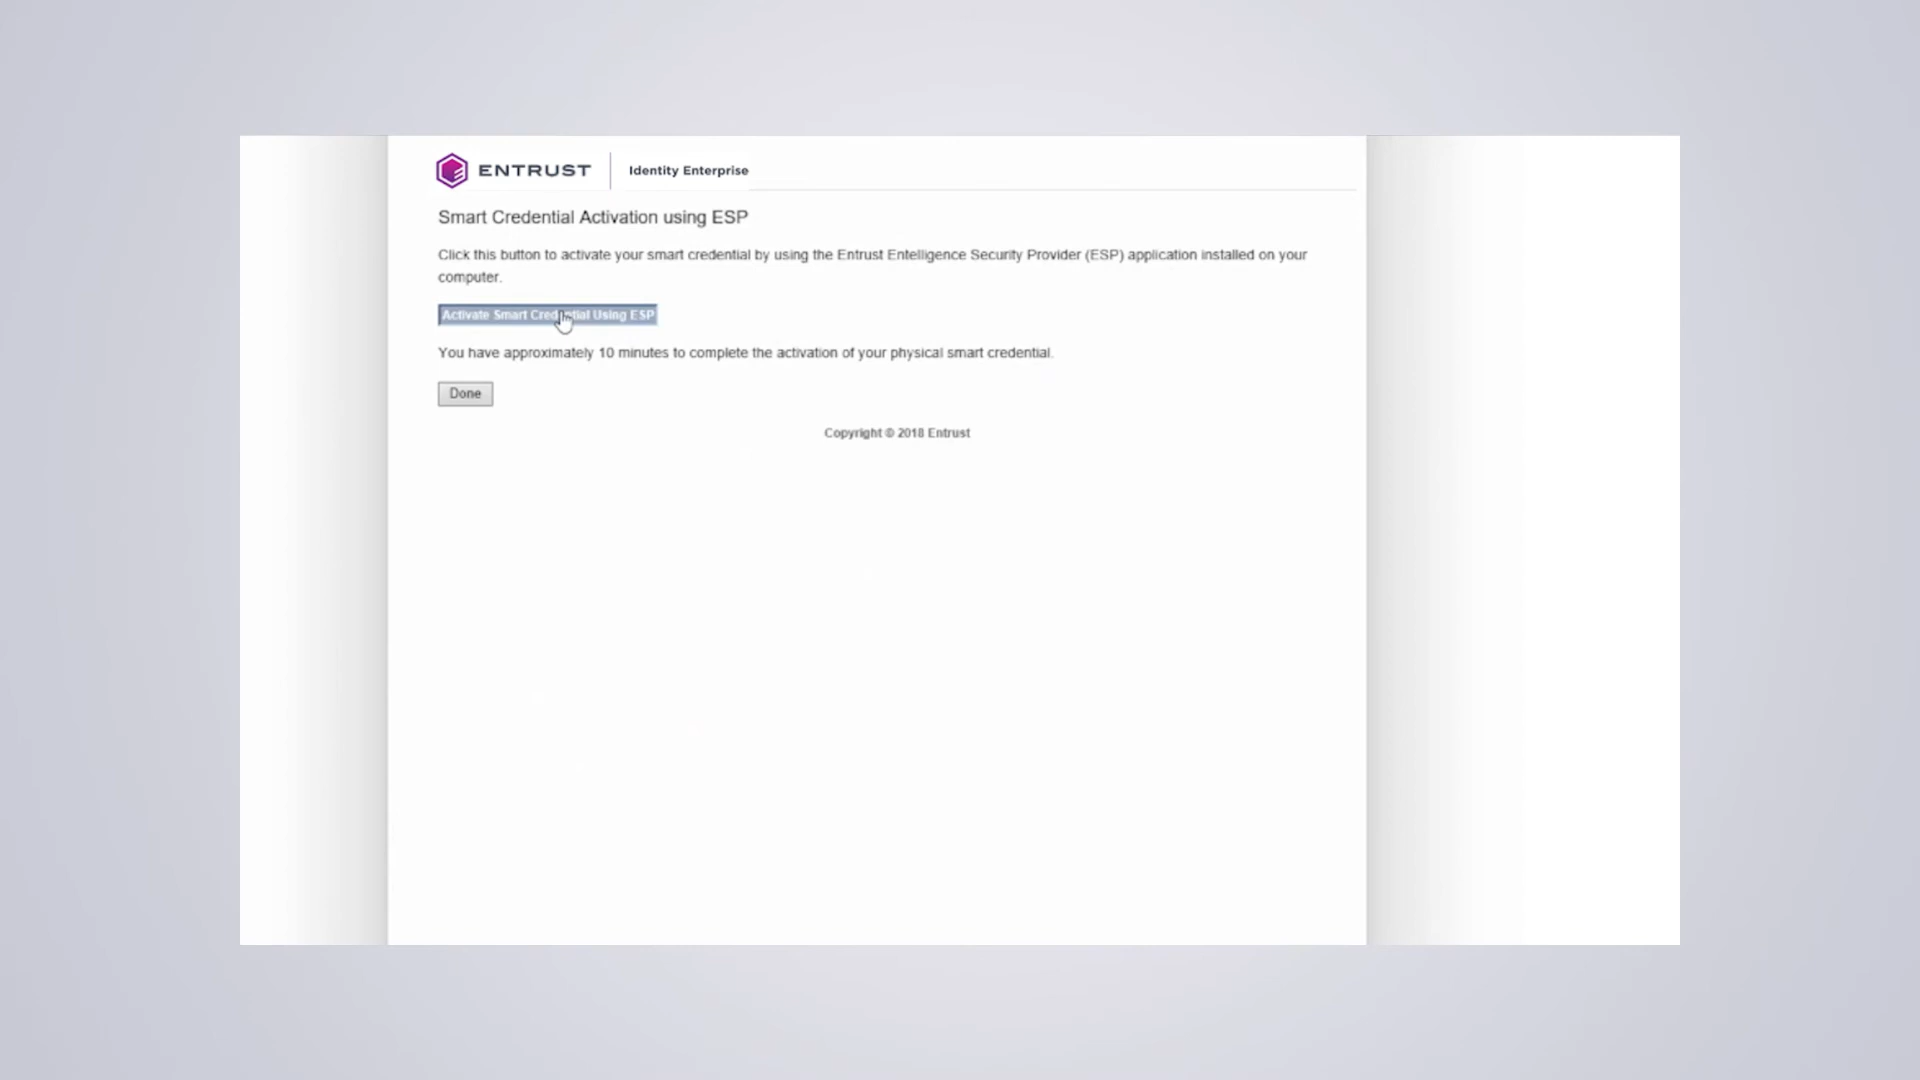 ENTRUST Identity Enterprise
Smart Credential Activation using ESP
Click this button to activate your smart credential by using the Entrust Entelligence Security Provider (ESP) application installed on your
computer.
Activate Smart Credential Using ESP
You have approximately 10 minutes to complete the activation of your physical smart credential.
Done
Copyright © 2018 Entrust